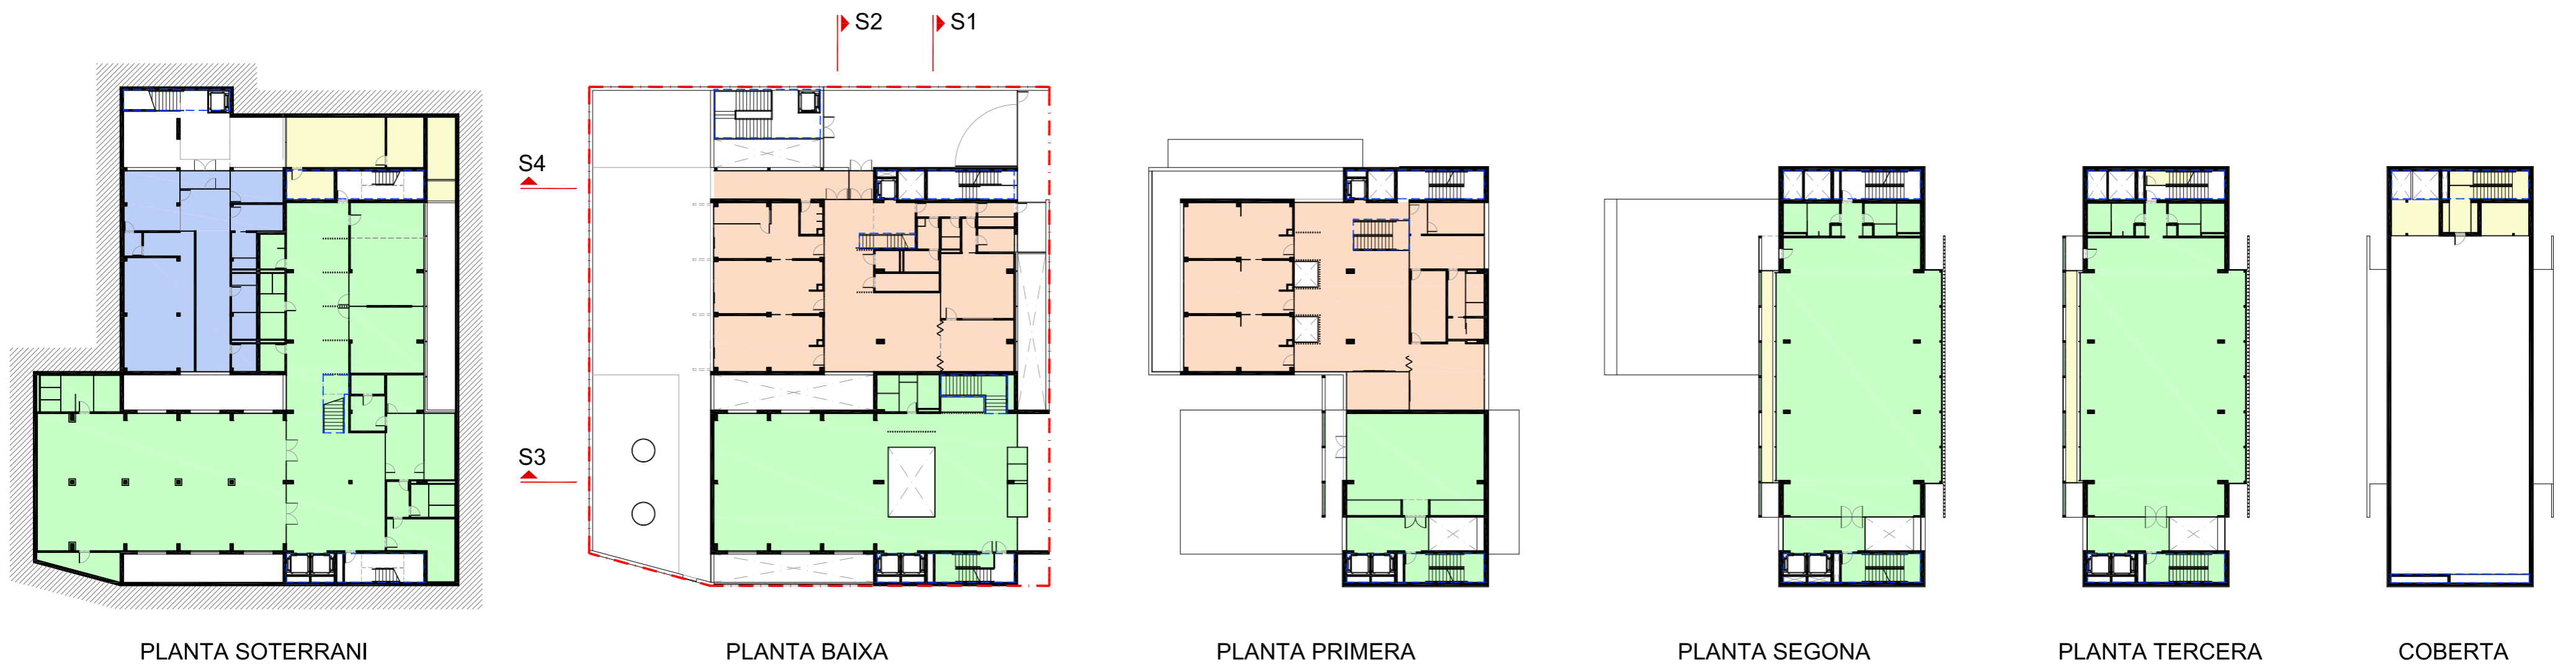 S2
S1
S4
S3
PLANTA SOTERRANI
PLANTA BAIXA
PLANTA PRIMERA
PLANTA SEGONA
PLANTA TERCERA
COBERTA